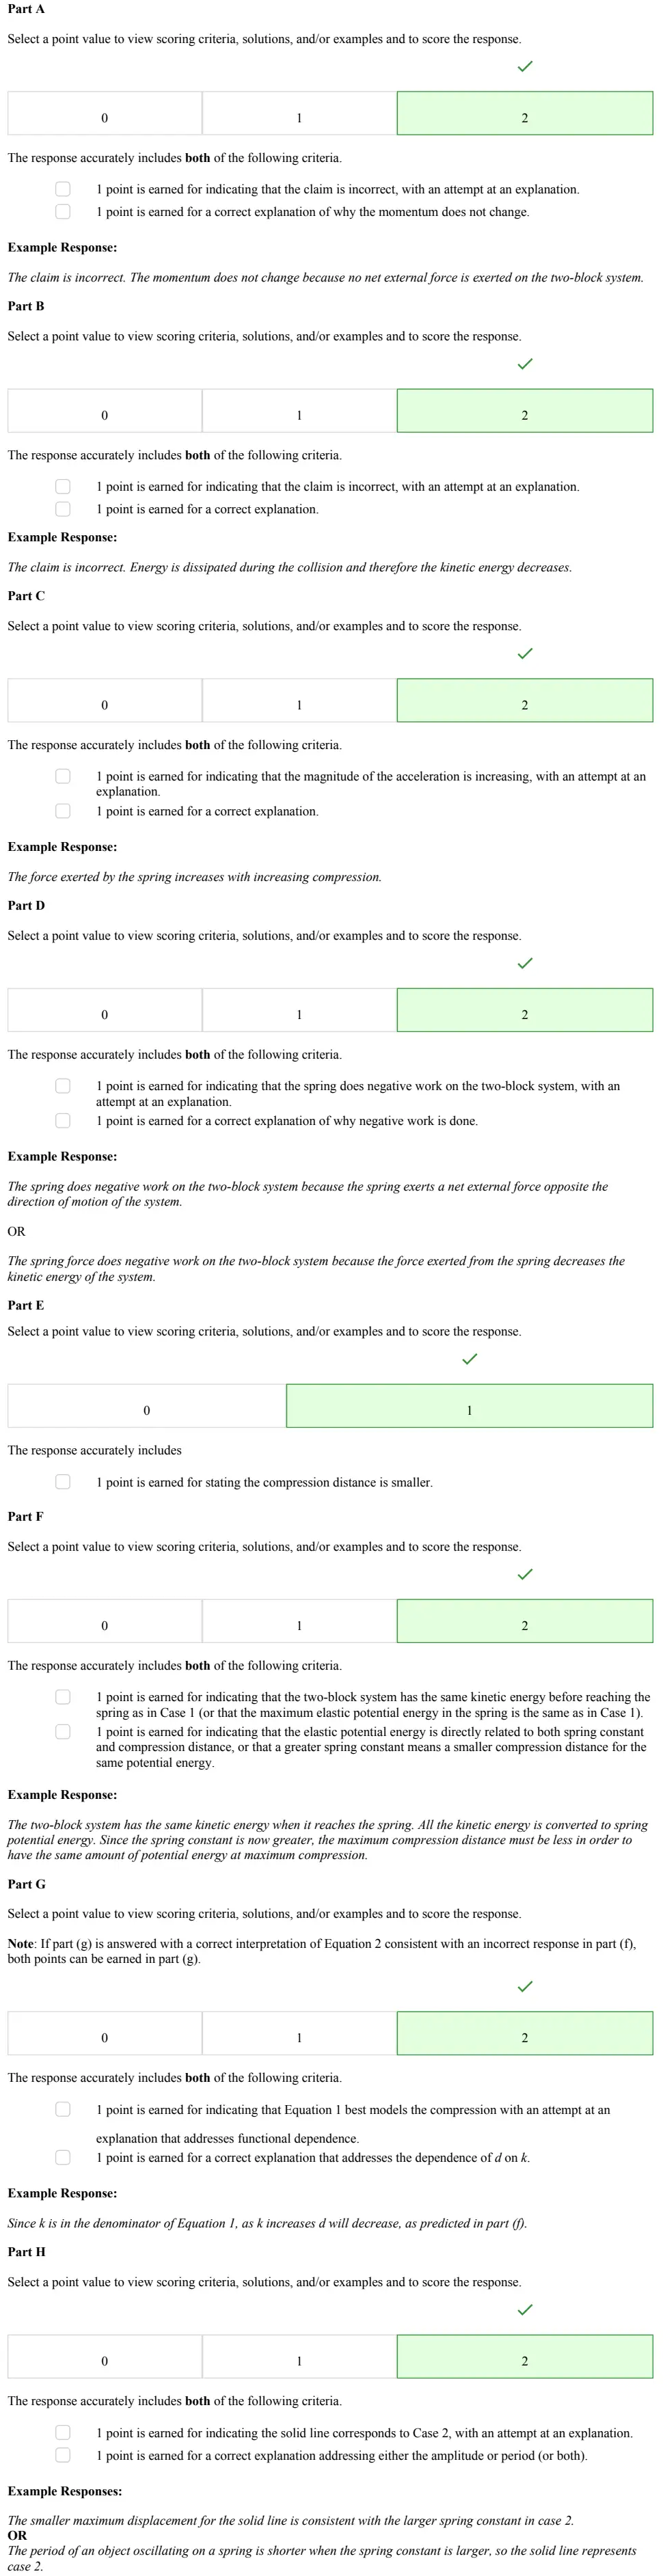 Part A
Select a point value to view scoring criteria, solutions, and/or examples and to score the response.
0 1 2
The response accurately includes both of the following criteria.
1 point is earned for indicating that the claim is incorrect, with an attempt at an explanation.
1 point is earned for a correct explanation of why the momentum does not change.
Example Response:
The claim is incorrect. The momentum does not change because no net external force is exerted on the two-block system.
Part B
Select a point value to view scoring criteria, solutions, and/or examples and to score the response.
0 1 2
The response accurately includes both of the following criteria.
1 point is earned for indicating that the claim is incorrect, with an attempt at an explanation.
1 point is earned for a correct explanation.
Example Response:
The claim is incorrect. Energy is dissipated during the collision and therefore the kinetic energy decreases.
Part C
Select a point value to view scoring criteria, solutions, and/or examples and to score the response.
0 1 2
The response accurately includes both of the following criteria.
1 point is earned for indicating that the magnitude of the acceleration is increasing, with an attempt at an
explanation.
1 point is earned for a correct explanation.
Example Response:
The force exerted by the spring increases with increasing compression.
Part D
Select a point value to view scoring criteria, solutions, and/or examples and to score the response.
0 1 2
The response accurately includes both of the following criteria.
1 point is earned for indicating that the spring does negative work on the two-block system, with an
attempt at an explanation.
1 point is earned for a correct explanation of why negative work is done.
Example Response:
The spring does negative work on the two-block system because the spring exerts a net external force opposite the
direction of motion of the system.
OR
The spring force does negative work on the two-block system because the force exerted from the spring decreases the
kinetic energy of the system.
Part E
Select a point value to view scoring criteria, solutions, and/or examples and to score the response.
0 1
The response accurately includes
1 point is earned for stating the compression distance is smaller.
Part F
Select a point value to view scoring criteria, solutions, and/or examples and to score the response.
0 1 2
The response accurately includes both of the following criteria.
1 point is earned for indicating that the two-block system has the same kinetic energy before reaching the
spring as in Case 1 (or that the maximum elastic potential energy in the spring is the same as in Case 1).
1 point is earned for indicating that the elastic potential energy is directly related to both spring constant
and compression distance, or that a greater spring constant means a smaller compression distance for the
same potential energy.
Example Response:
The two-block system has the same kinetic energy when it reaches the spring. All the kinetic energy is converted to spring
potential energy. Since the spring constant is now greater, the maximum compression distance must be less in order to
have the same amount of potential energy at maximum compression.
Part G
Select a point value to view scoring criteria, solutions, and/or examples and to score the response.
Note: If part (g) is answered with a correct interpretation of Equation 2 consistent with an incorrect response in part (f),
both points can be earned in part (g).
0 1 2
The response accurately includes both of the following criteria.
1 point is earned for indicating that Equation 1 best models the compression with an attempt at an
explanation that addresses functional dependence.
1 point is earned for a correct explanation that addresses the dependence of d on k.
Example Response:
Since k is in the denominator of Equation 1, as k increases d will decrease, as predicted in part (f).
Part H
Select a point value to view scoring criteria, solutions, and/or examples and to score the response.
0 1 2
The response accurately includes both of the following criteria.
1 point is earned for indicating the solid line corresponds to Case 2, with an attempt at an explanation.
1 point is earned for a correct explanation addressing either the amplitude or period (or both).
Example Responses:
The smaller maximum displacement for the solid line is consistent with the larger spring constant in case 2.
OR
The period of an object oscillating on a spring is shorter when the spring constant is larger, so the solid line represents
case 2.